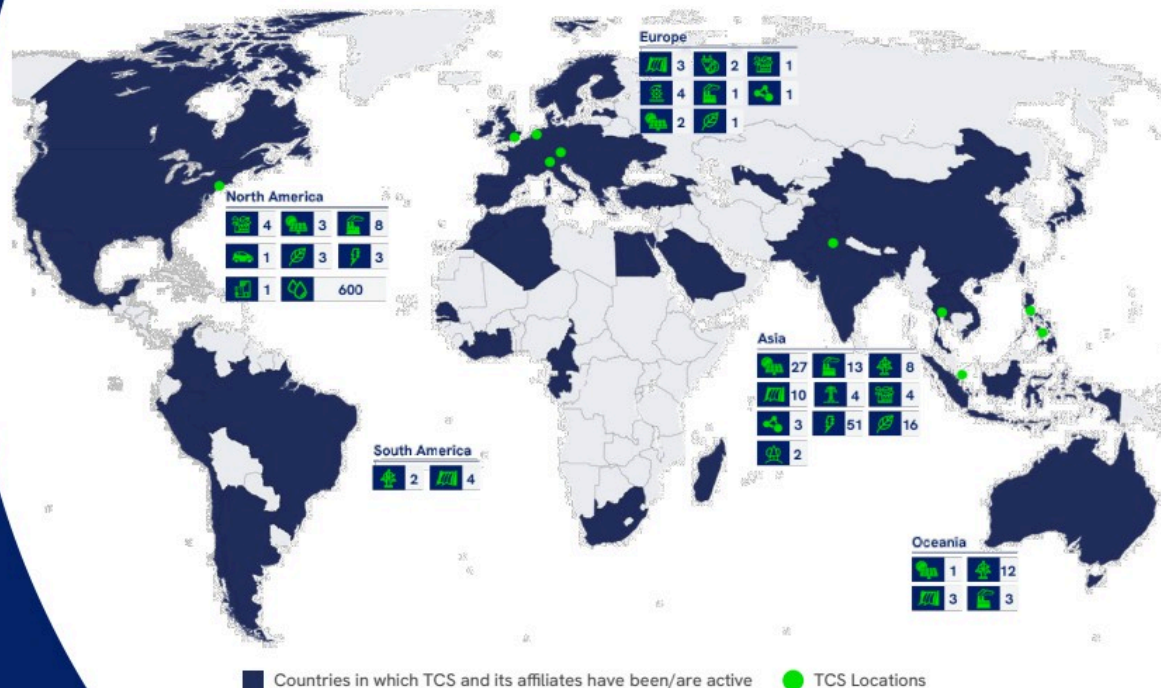 Europe
3 2 1
4 1 1
2 1
North America
4 3 8
1 3 3
1 600
Asia
27 13 8
10 4 4
3 51 16
2
South America
2 4
Oceania
1 12
3 3
Countries in which TCS and its affiliates have been/are active TCS Locations